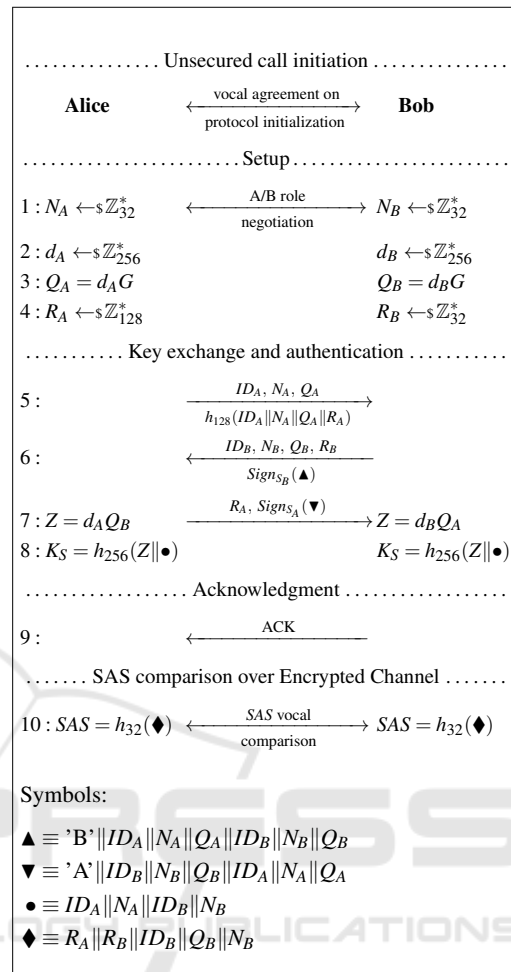 ............... Unsecured call initiation ...............
Alice ←vocal agreement on protocol initialization→ Bob
........................ Setup ........................
1 : N_A ←$ ℤ*_32 ←A/B role negotiation→ N_B ←$ ℤ*_32
2 : d_A ←$ ℤ*_256 d_B ←$ ℤ*_256
3 : Q_A = d_A G Q_B = d_B G
4 : R_A ←$ ℤ*_128 R_B ←$ ℤ*_32
........... Key exchange and authentication ...........
5 : ID_A, N_A, Q_A
h_128(ID_A‖N_A‖Q_A‖R_A) →
6 : ID_B, N_B, Q_B, R_B
← Sign_{S_B}(▲)
7 : Z = d_A Q_B R_A, Sign_{S_A}(▼) → Z = d_B Q_A
8 : K_S = h_256(Z‖●) K_S = h_256(Z‖●)
................. Acknowledgment .................
9 : ← ACK
....... SAS comparison over Encrypted Channel .......
10 : SAS = h_32(♦) ←SAS vocal comparison→ SAS = h_32(♦)
Symbols:
▲ ≡ 'B'‖ID_A‖N_A‖Q_A‖ID_B‖N_B‖Q_B
▼ ≡ 'A'‖ID_B‖N_B‖Q_B‖ID_A‖N_A‖Q_A
● ≡ ID_A‖N_A‖ID_B‖N_B
♦ ≡ R_A‖R_B‖ID_B‖Q_B‖N_B
PRESS
LOGY PUBLICATIONS